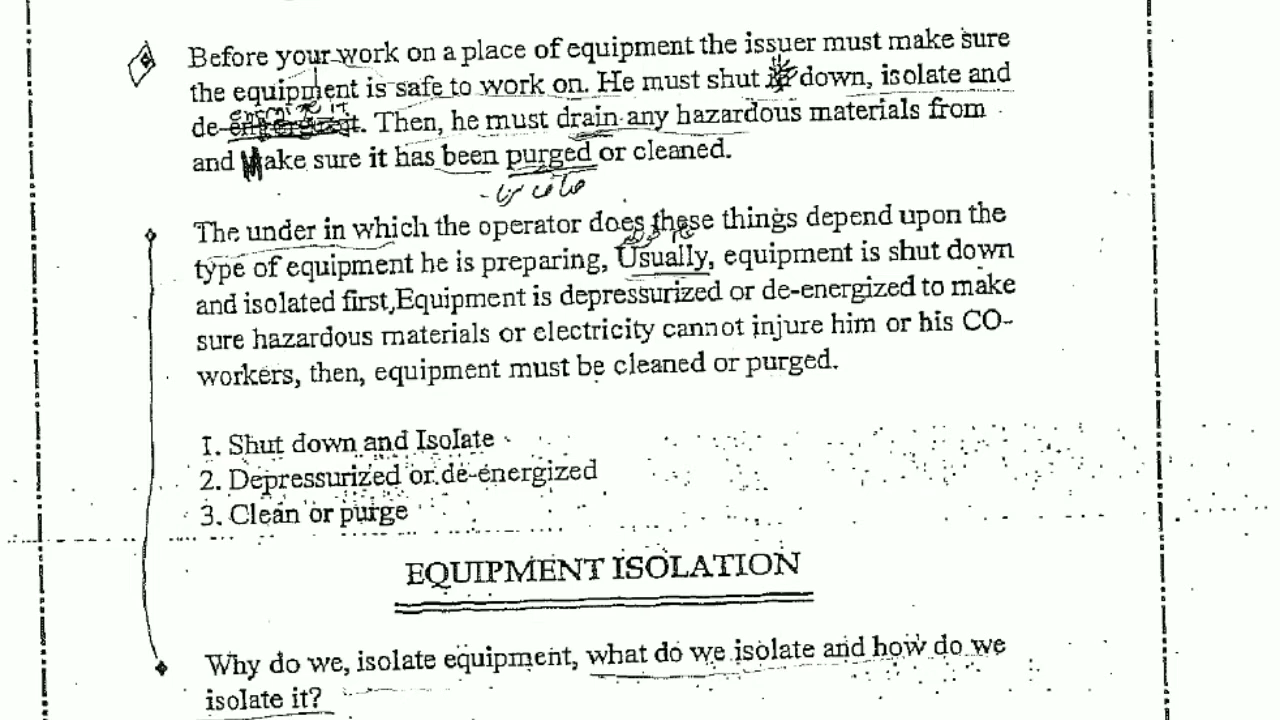 Before your work on a place of equipment the issuer must make sure
the equipment is safe to work on. He must shut down, isolate and
de-energize it. Then, he must drain any hazardous materials from
and Make sure it has been purged or cleaned.
The under in which the operator does these things depend upon the
type of equipment he is preparing, Usually, equipment is shut down
and isolated first,Equipment is depressurized or de-energized to make
sure hazardous materials or electricity cannot injure him or his CO-
workers, then, equipment must be cleaned or purged.
1. Shut down and Isolate
2. Depressurized or de-energized
3. Clean or purge
EQUIPMENT ISOLATION
Why do we, isolate equipment, what do we isolate and how do we
isolate it?